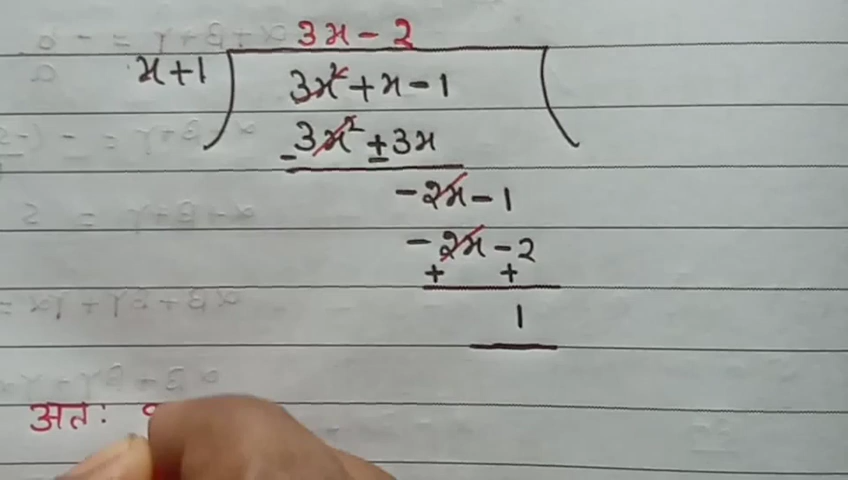 3x - 2
x + 1 ) 3x² + x - 1 (
- 3x² ± 3x
- 2x - 1
- 2x - 2
+ +
1
अतः